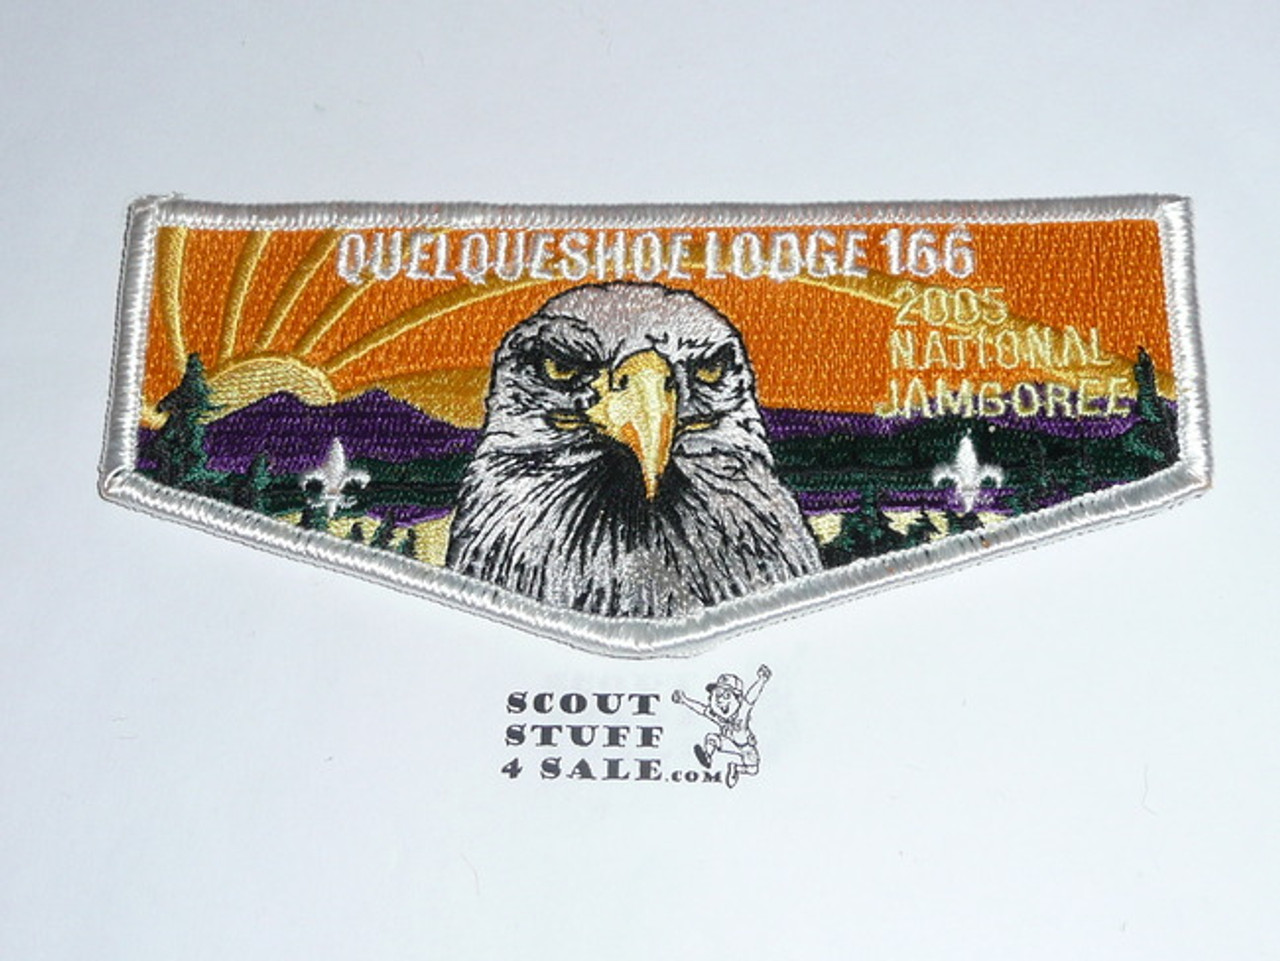 QUELQUESHOE LODGE 166
2005
NATIONAL
JAMBOREE
SCOUT
STUFF
4 SALE.COM